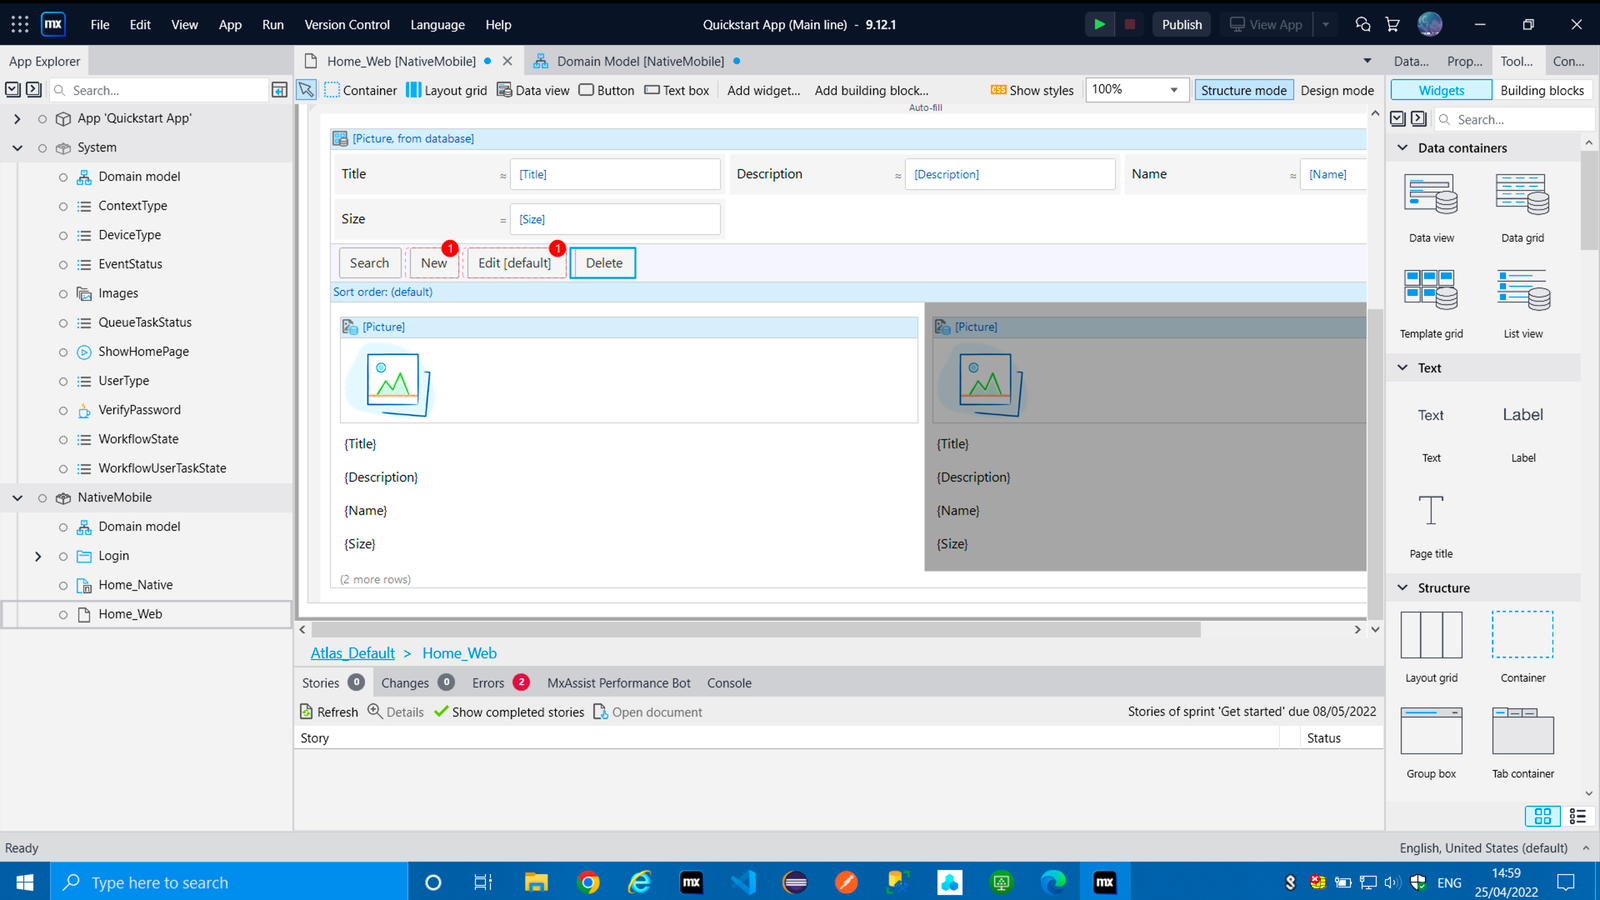 mx File Edit View App Run Version Control Language Help Quickstart App (Main line) - 9.12.1 Publish View App
App Explorer Home_Web [NativeMobile] Domain Model [NativeMobile] Data... Prop... Tool... Con...
Search... Container Layout grid Data view Button Text box Add widget... Add building block... CSS Show styles 100% Structure mode Design mode Widgets Building blocks
Auto-fill
Search...
App 'Quickstart App'
System
Domain model
ContextType
DeviceType
EventStatus
Images
QueueTaskStatus
ShowHomePage
UserType
VerifyPassword
WorkflowState
WorkflowUserTaskState
NativeMobile
Domain model
Login
Home_Native
Home_Web
[Picture, from database]
Title ≈ [Title] Description ≈ [Description] Name ≈ [Name]
Size = [Size]
1 1
Search New Edit [default] Delete
Sort order: (default)
[Picture] [Picture]
{Title} {Title}
{Description} {Description}
{Name} {Name}
{Size} {Size}
(2 more rows)
Atlas_Default > Home_Web
Stories 0 Changes 0 Errors 2 MxAssist Performance Bot Console
Refresh Details Show completed stories Open document Stories of sprint 'Get started' due 08/05/2022
Story Status
Data containers
Data view Data grid
Template grid List view
Text
Text Label
Text Label
Page title
Structure
Layout grid Container
Group box Tab container
Ready English, United States (default)
Type here to search mx mx ENG 14:59
25/04/2022